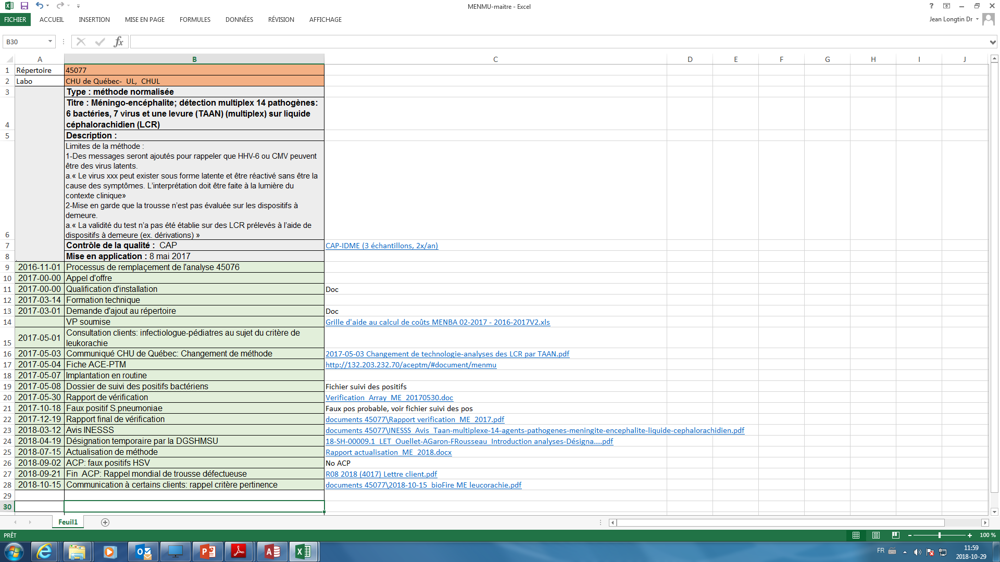 MENMU-maitre - Excel
FICHIER ACCUEIL INSERTION MISE EN PAGE FORMULES DONNÉES RÉVISION AFFICHAGE
Jean Longtin Dr
B30
fx
A B C D E F G H I J
1 Répertoire 45077
2 Labo CHU de Québec- UL, CHUL
3 Type : méthode normalisée
Titre : Méningo-encéphalite; détection multiplex 14 pathogènes:
6 bactéries, 7 virus et une levure (TAAN) (multiplex) sur liquide
4 céphalorachidien (LCR)
5 Description :
Limites de la méthode :
1-Des messages seront ajoutés pour rappeler que HHV-6 ou CMV peuvent
être des virus latents.
a.« Le virus xxx peut exister sous forme latente et être réactivé sans être la
cause des symptômes. L'interprétation doit être faite à la lumière du
contexte clinique»
2-Mise en garde que la trousse n'est pas évaluée sur les dispositifs à
demeure.
a.« La validité du test n'a pas été établie sur des LCR prélevés à l'aide de
6 dispositifs à demeure (ex. dérivations) »
7 Contrôle de la qualité : CAP CAP-IDME (3 échantillons, 2x/an)
8 . Mise en application : 8 mai 2017
9 2016-11-01 Processus de remplaçement de l'analyse 45076
10 2017-00-00 Appel d'offre
11 2017-00-00 Qualification d'installation Doc
12 2017-03-14 Formation technique
13 2017-03-01 Demande d'ajout au répertoire Doc
14 VP soumise Grille d'aide au calcul de coûts MENBA 02-2017 - 2016-2017V2.xls
2017-05-01 Consultation clients: infectiologue-pédiatres au sujet du critère de
15 leukorachie
16 2017-05-03 Communiqué CHU de Québec: Changement de méthode 2017-05-03 Changement de technologie-analyses des LCR par TAAN.pdf
17 2017-05-04 Fiche ACE-PTM http://132.203.232.70/aceptm/#document/menmu
18 2017-05-07 Implantation en routine
19 2017-05-08 Dossier de suivi des positifs bactériens Fichier suivi des positifs
20 2017-05-30 Rapport de vérification Verification_Array_ME_20170530.doc
21 2017-10-18 Faux positif S.pneumoniae Faux pos probable, voir fichier suivi des pos
22 2017-12-19 Rapport final de vérification documents 45077\Rapport verification_ME_2017.pdf
23 2018-03-12 Avis INESSS documents 45077\INESSS_Avis_Taan-multiplexe-14-agents-pathogenes-meningite-encephalite-liquide-cephalorachidien.pdf
24 2018-04-19 Désignation temporaire par la DGSHMSU 18-SH-00009.1_LET_Ouellet-AGaron-FRousseau_Introduction analyses-Désigna....pdf
25 2018-07-15 Actualisation de méthode Rapport actualisation_ME_2018.docx
26 2018-09-02 ACP: faux positifs HSV No ACP
27 2018-09-21 Fin ACP: Rappel mondial de trousse défectueuse R08 2018 (4017) Lettre client.pdf
28 2018-10-15 Communication à certains clients: rappel critère pertinence documents 45077\2018-10-15_bioFire ME leucorachie.pdf
29
30
Feuil1
PRÊT 100 %
FR 11:59
2018-10-29